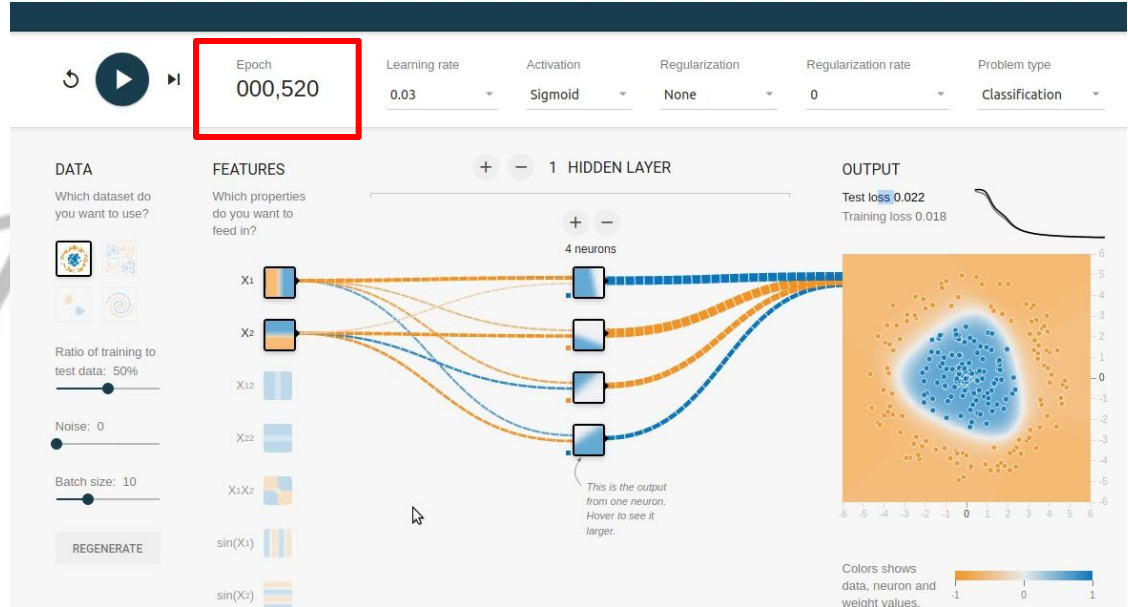 Epoch
000,520
Learning rate
0.03
Activation
Sigmoid
Regularization
None
Regularization rate
0
Problem type
Classification
DATA
Which dataset do
you want to use?
Ratio of training to
test data: 50%
Noise: 0
Batch size: 10
REGENERATE
FEATURES
Which properties
do you want to
feed in?
X1
X2
X12
X22
X1X2
sin(X1)
sin(X2)
+ − 1 HIDDEN LAYER
+ −
4 neurons
This is the output
from one neuron.
Hover to see it
larger.
OUTPUT
Test loss 0.022
Training loss 0.018
6
5
4
3
2
1
0
-1
-2
-3
-4
-5
-6
-6 -5 -4 -3 -2 -1 0 1 2 3 4 5 6
Colors shows
data, neuron and
weight values.
-1 0 1